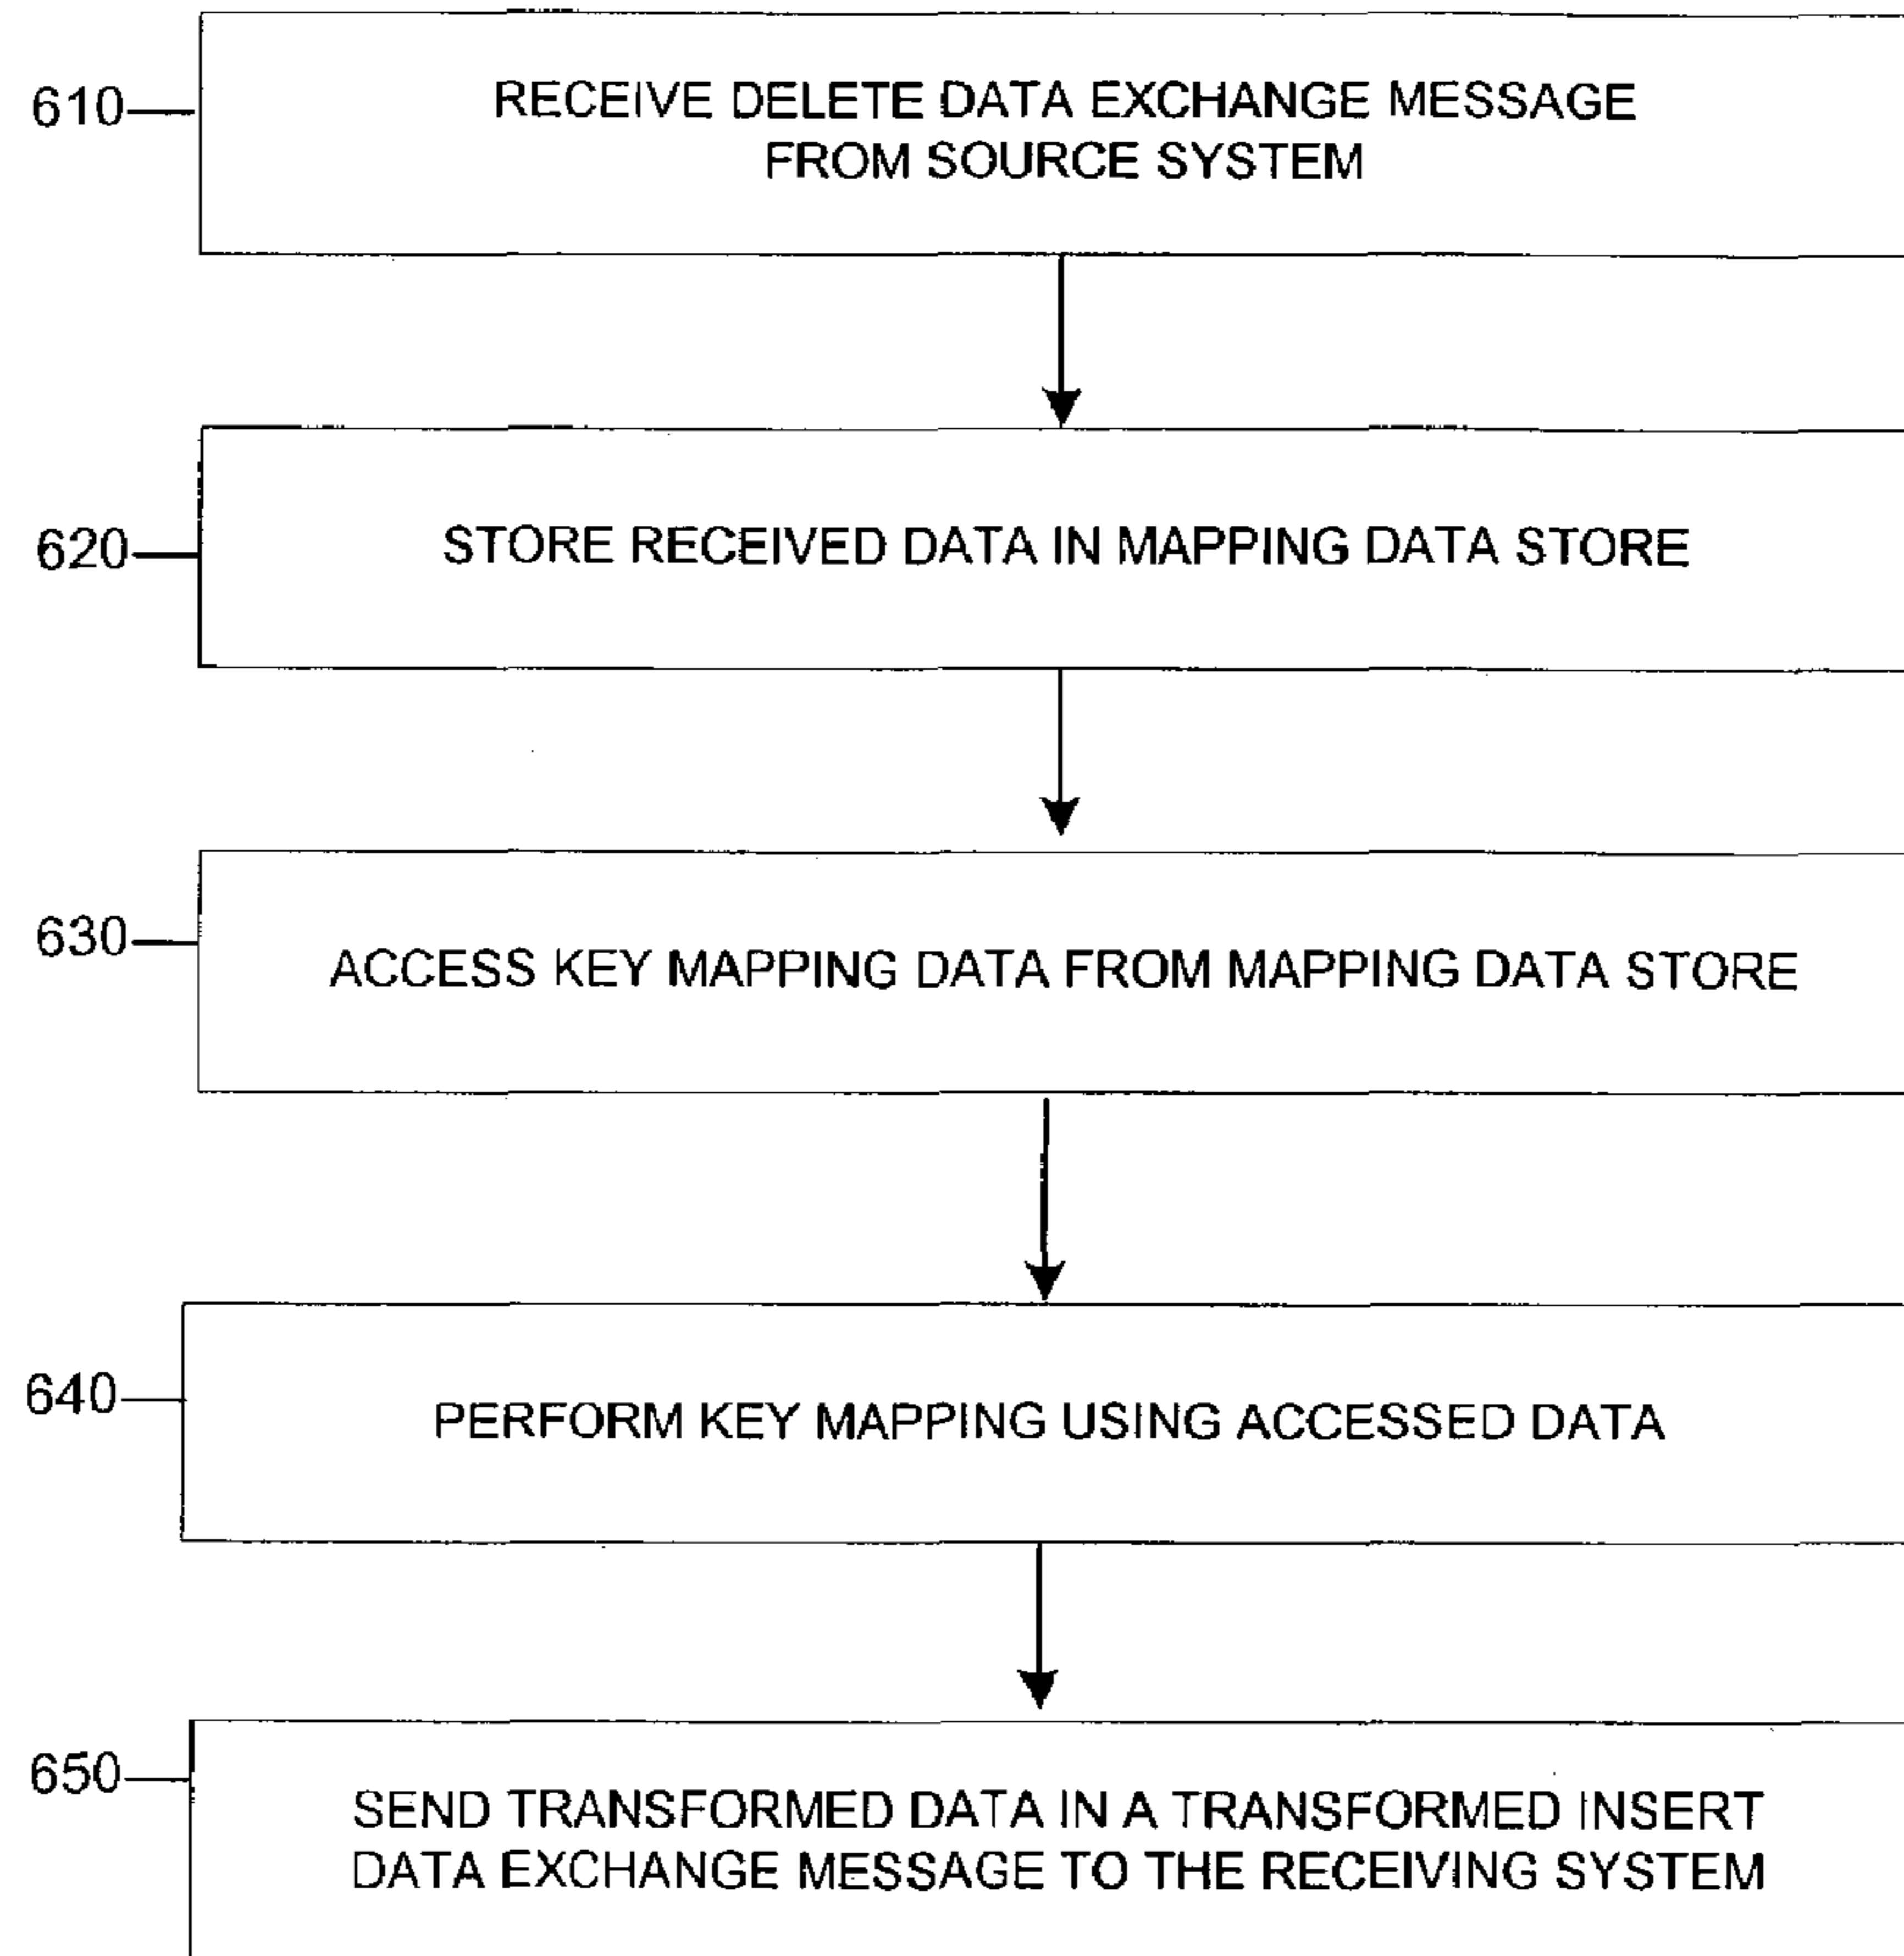 610
RECEIVE DELETE DATA EXCHANGE MESSAGE
FROM SOURCE SYSTEM
620
STORE RECEIVED DATA IN MAPPING DATA STORE
630
ACCESS KEY MAPPING DATA FROM MAPPING DATA STORE
640
PERFORM KEY MAPPING USING ACCESSED DATA
650
SEND TRANSFORMED DATA IN A TRANSFORMED INSERT
DATA EXCHANGE MESSAGE TO THE RECEIVING SYSTEM